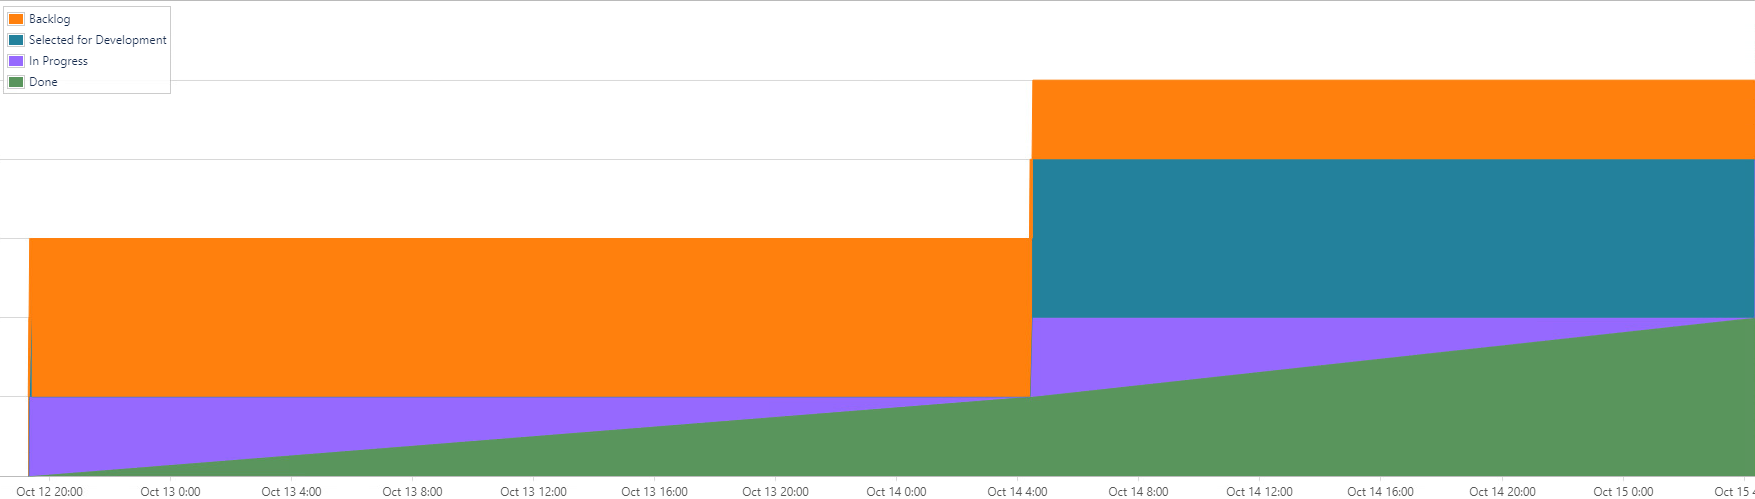 Backlog
Selected for Development
In Progress
Done
Oct 12 20:00 Oct 13 0:00 Oct 13 4:00 Oct 13 8:00 Oct 13 12:00 Oct 13 16:00 Oct 13 20:00 Oct 14 0:00 Oct 14 4:00 Oct 14 8:00 Oct 14 12:00 Oct 14 16:00 Oct 14 20:00 Oct 15 0:00 Oct 15